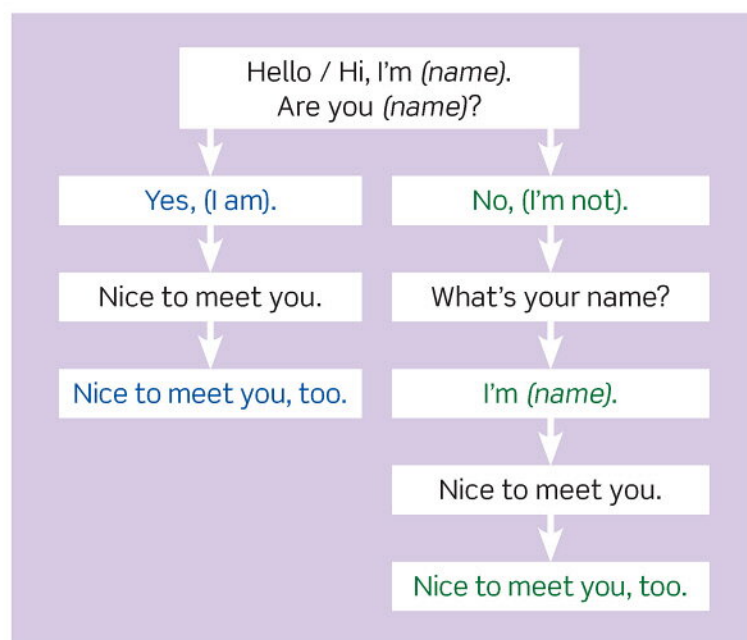 Hello / Hi, I'm (name).
Are you (name)?
Yes, (I am).
Nice to meet you.
Nice to meet you, too.
No, (I'm not).
What's your name?
I'm (name).
Nice to meet you.
Nice to meet you, too.